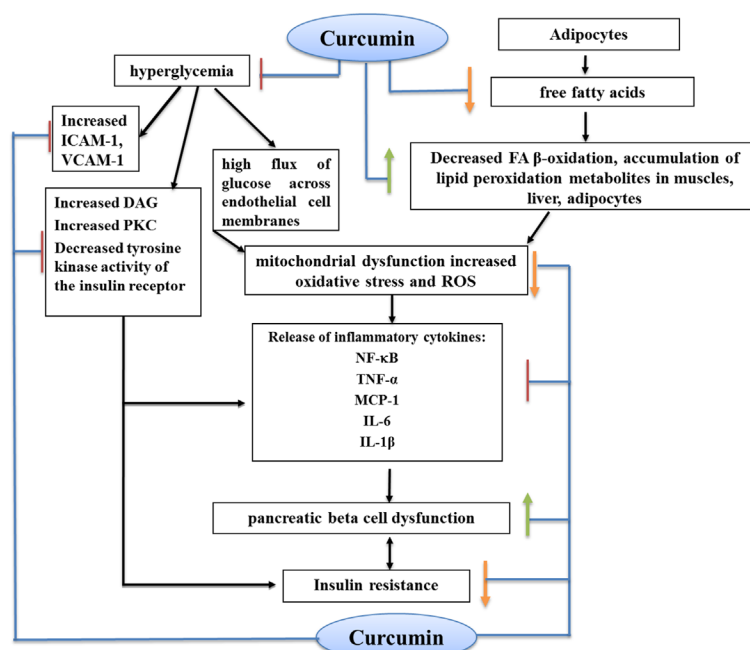 Curcumin
Adipocytes
hyperglycemia
free fatty acids
Increased
ICAM-1,
VCAM-1
high flux of
glucose across
endothelial cell
membranes
Decreased FA β-oxidation, accumulation of
lipid peroxidation metabolites in muscles,
liver, adipocytes
Increased DAG
Increased PKC
Decreased tyrosine
kinase activity of
the insulin receptor
mitochondrial dysfunction increased
oxidative stress and ROS
Release of inflammatory cytokines:
NF-κB
TNF-α
MCP-1
IL-6
IL-1β
pancreatic beta cell dysfunction
Insulin resistance
Curcumin